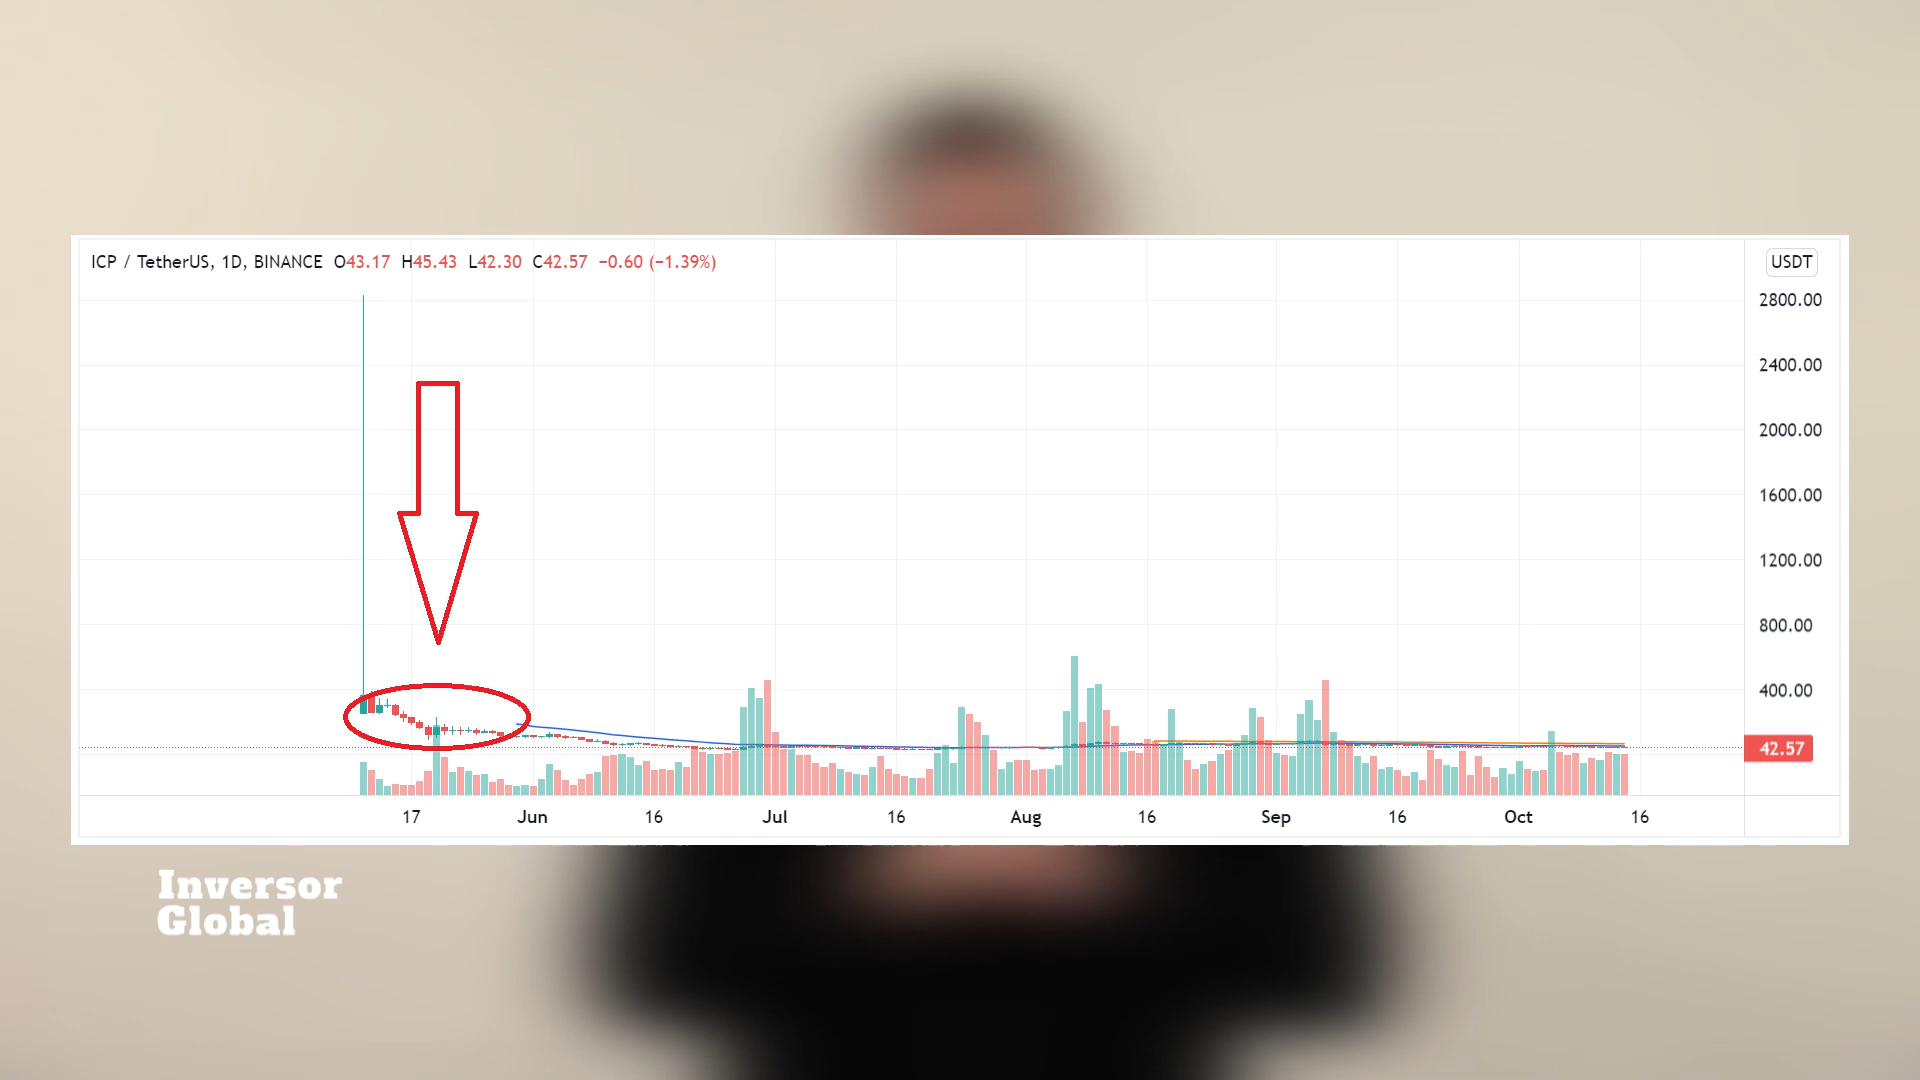 ICP / TetherUS, 1D, BINANCE O43.17 H45.43 L42.30 C42.57 −0.60 (−1.39%)
USDT
2800.00
2400.00
2000.00
1600.00
1200.00
800.00
400.00
42.57
17 Jun 16 Jul 16 Aug 16 Sep 16 Oct 16
Inversor
Global